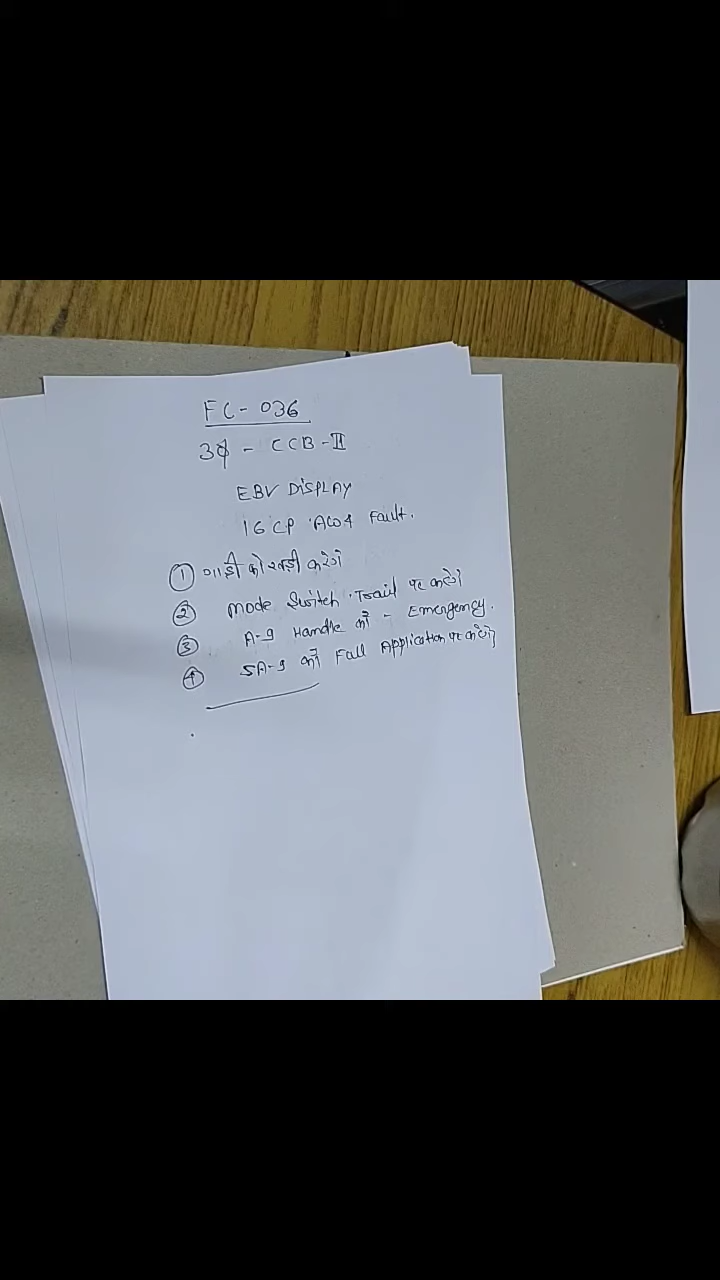 FC - 036
3φ - CCB - II
EBV DISPLAY
16 CP AW4 Fault.
① गाड़ी को खड़ी करेगें
② Mode Switch Trail पर करेगें
③ A-9 Handle को - Emergency.
④ SA-9 को Full Application पर करेगें